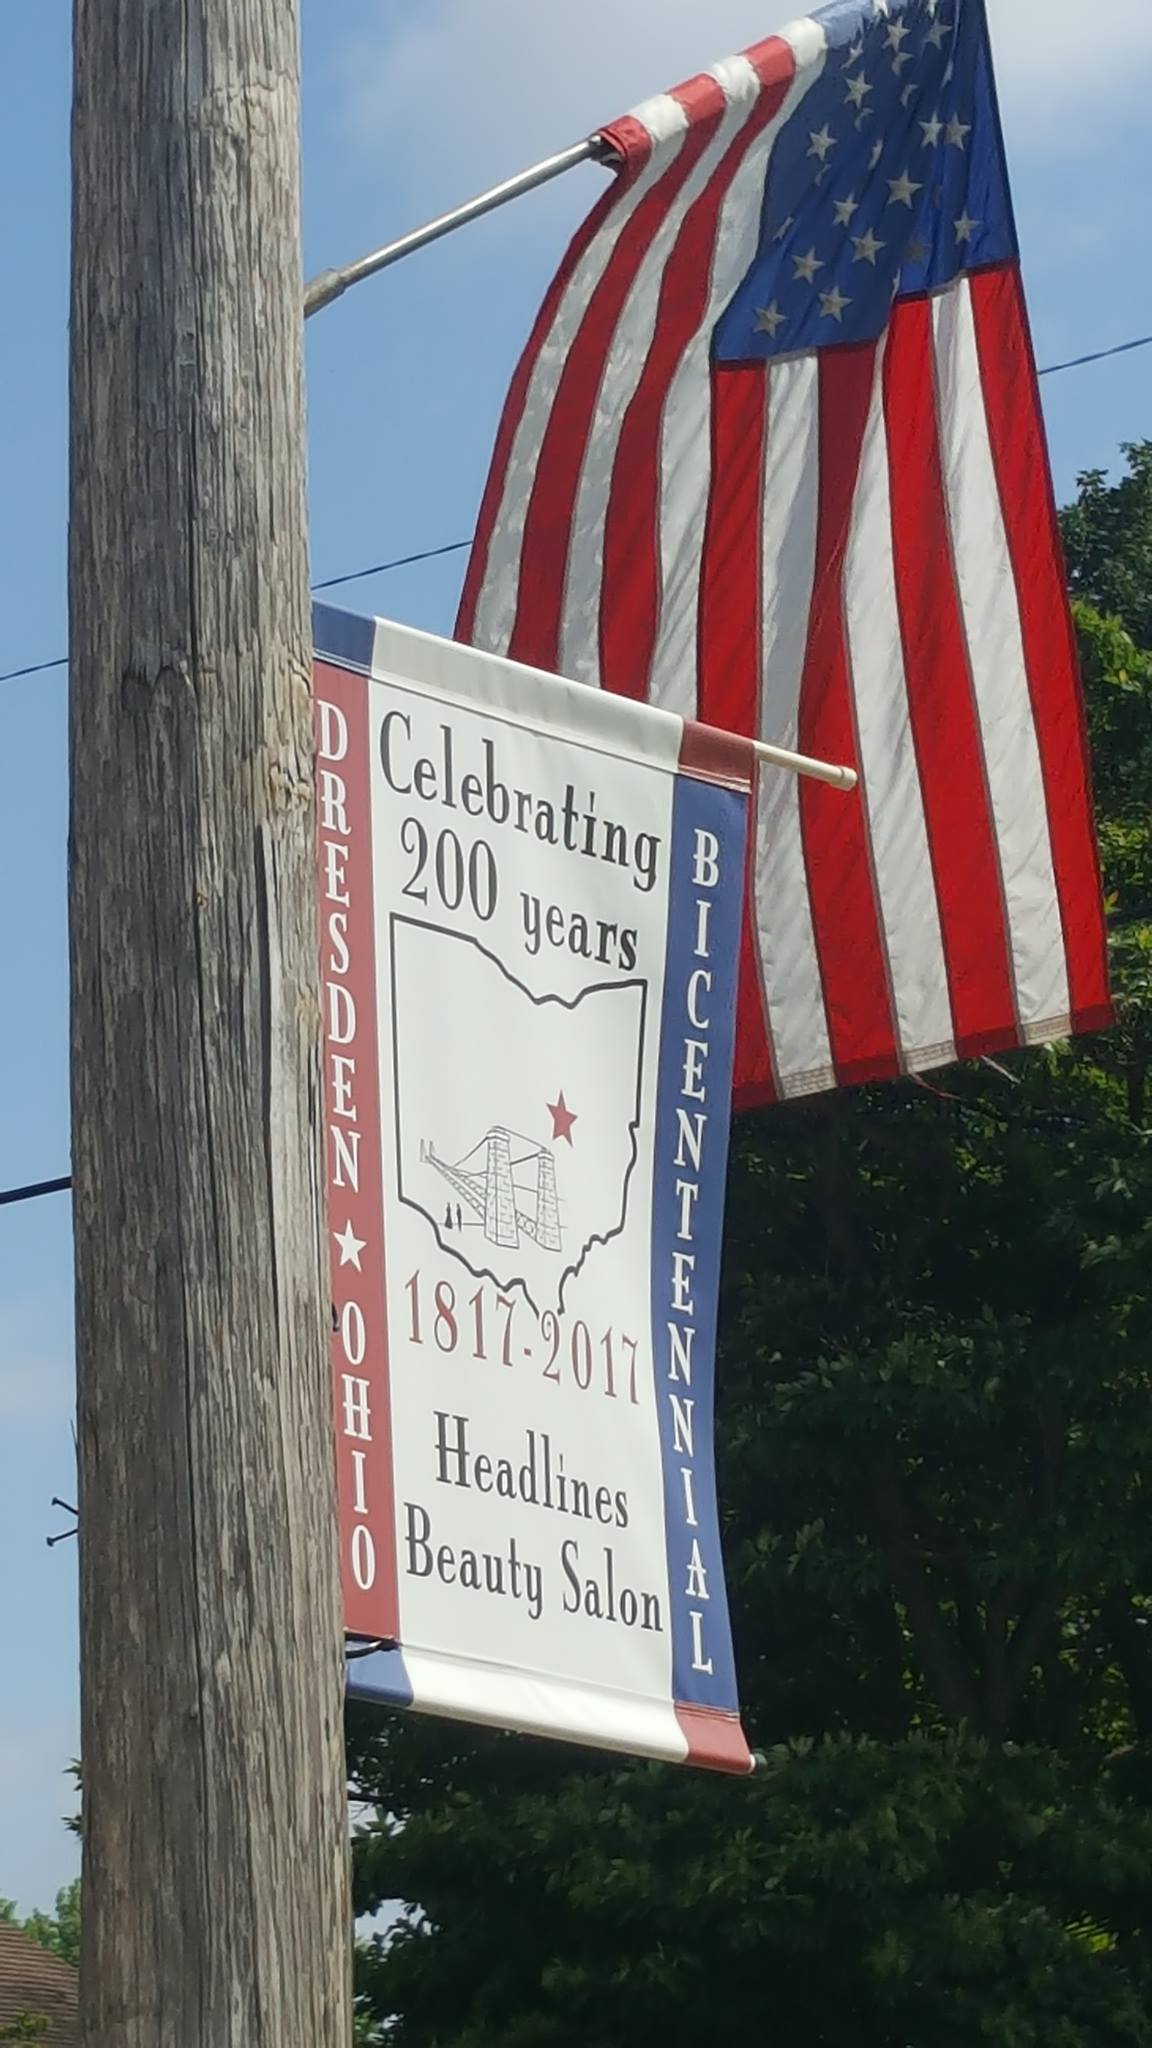 DRESDEN ★ OHIO
Celebrating
200 years
1817-2017
Headlines
Beauty Salon
BICENTENNIAL